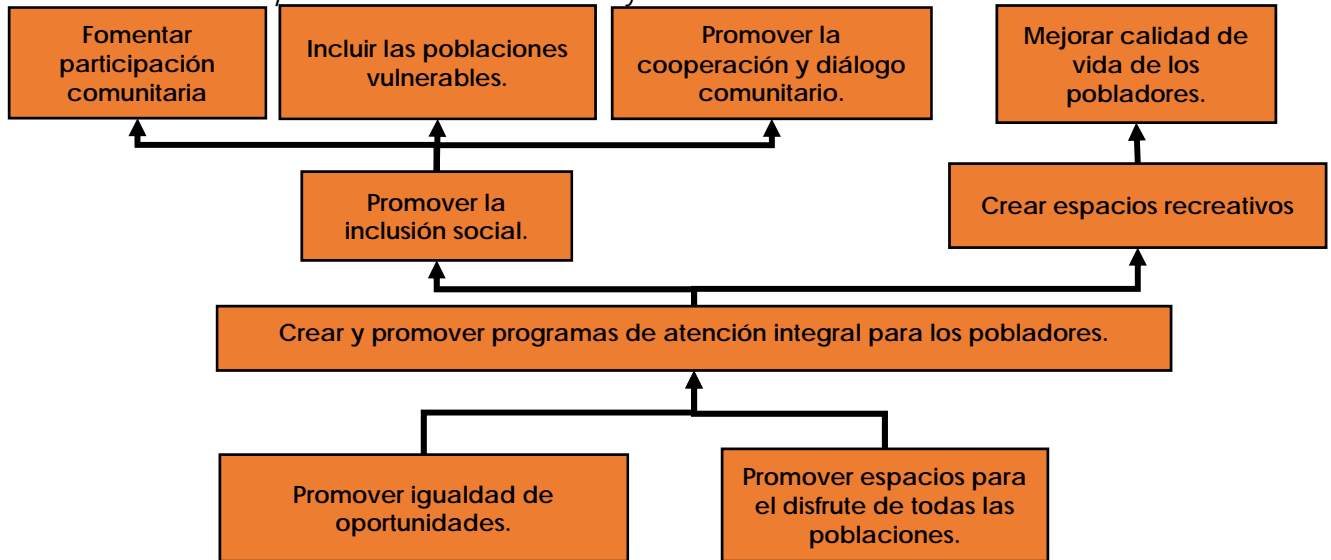 Fomentar
participación
comunitaria
Incluir las poblaciones
vulnerables.
Promover la
cooperación y diálogo
comunitario.
Mejorar calidad de
vida de los
pobladores.
Promover la
inclusión social.
Crear espacios recreativos
Crear y promover programas de atención integral para los pobladores.
Promover igualdad de
oportunidades.
Promover espacios para
el disfrute de todas las
poblaciones.